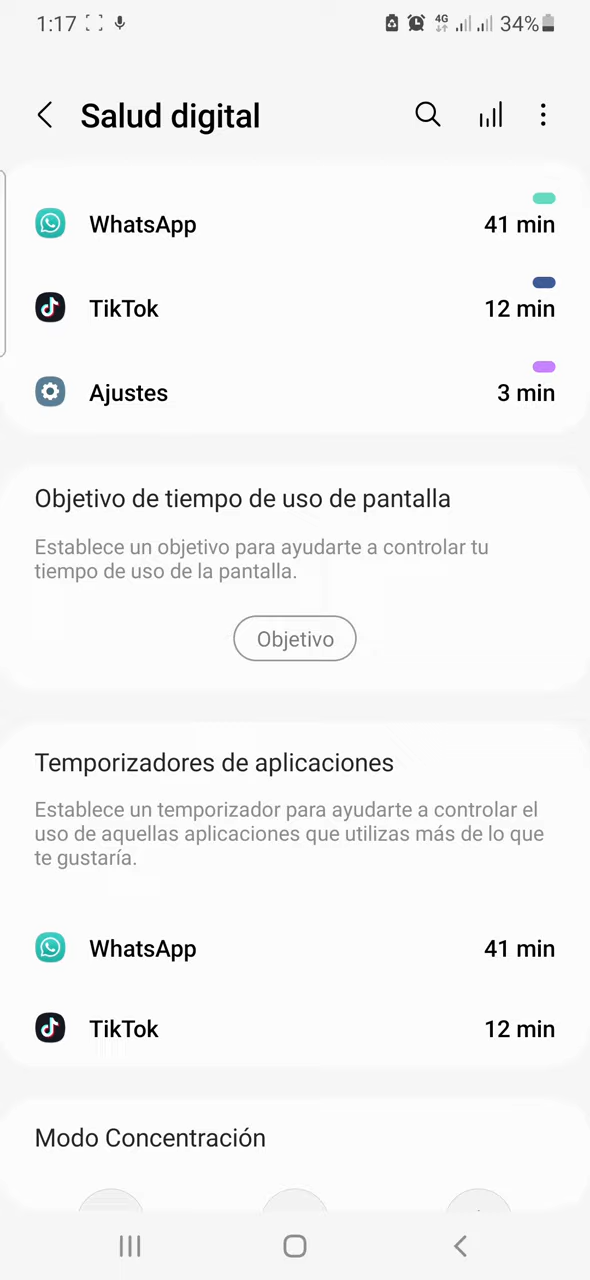 1:17 4G 34%
Salud digital
WhatsApp 41 min
TikTok 12 min
Ajustes 3 min
Objetivo de tiempo de uso de pantalla
Establece un objetivo para ayudarte a controlar tu
tiempo de uso de la pantalla.
Objetivo
Temporizadores de aplicaciones
Establece un temporizador para ayudarte a controlar el
uso de aquellas aplicaciones que utilizas más de lo que
te gustaría.
WhatsApp 41 min
TikTok 12 min
Modo Concentración